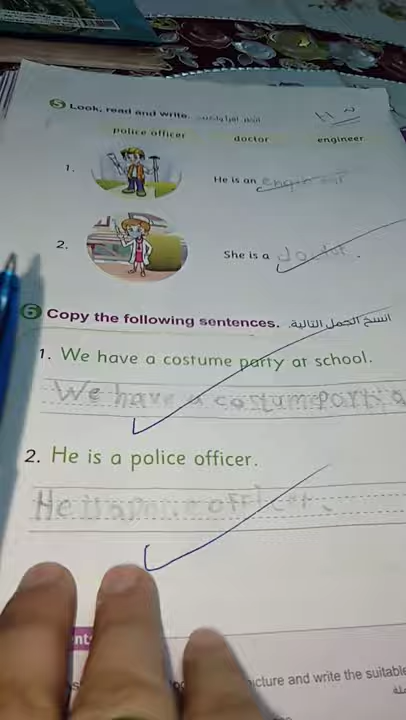 5 Look, read and write. انظر اقرأ واكتب.
police officer doctor engineer
1. He is an engineer
2. She is a doctor.
6 Copy the following sentences. انسخ الجمل التالية.
1. We have a costume party at school.
We have a costume party a
2. He is a police officer.
He is a police officer.
icture and write the suitable